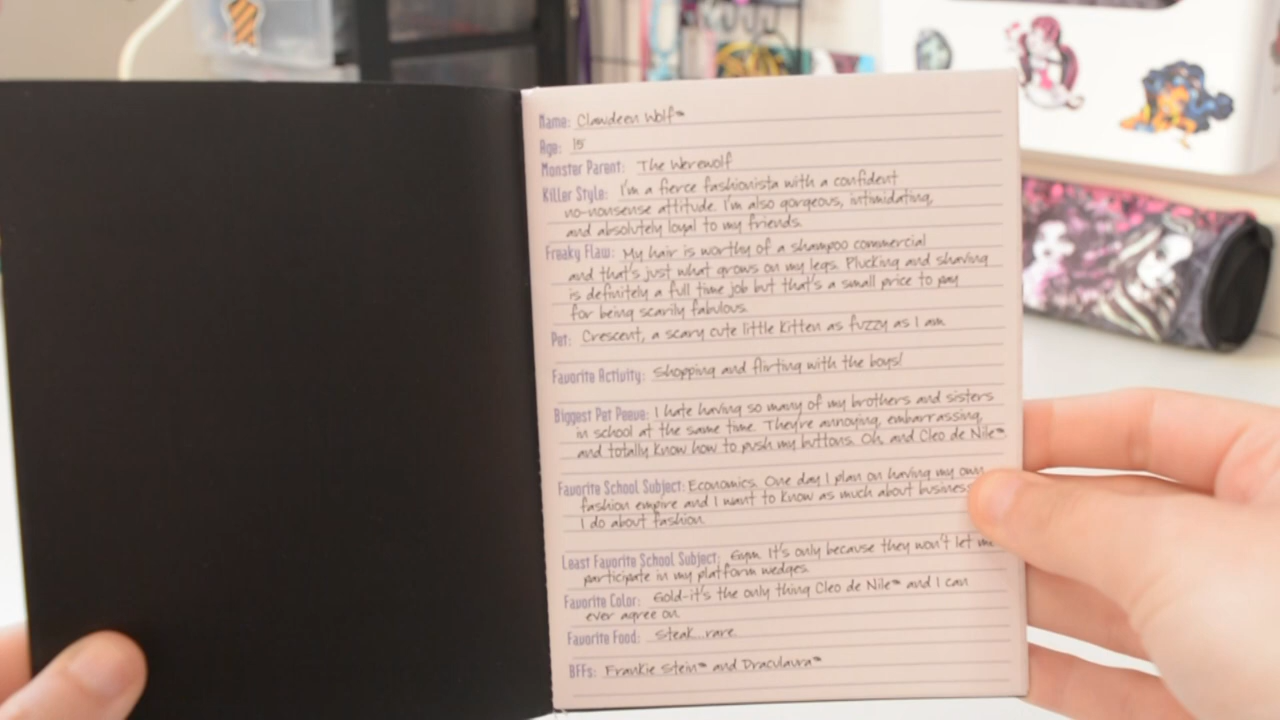 Name: Clawdeen Wolf™
Age: 15
Monster Parent: The Werewolf
Killer Style: I'm a fierce fashionista with a confident
no-nonsense attitude. I'm also gorgeous, intimidating,
and absolutely loyal to my friends.
Freaky Flaw: My hair is worthy of a shampoo commercial
and that's just what grows on my legs. Plucking and shaving
is definitely a full time job but that's a small price to pay
for being scarily fabulous.
Pet: Crescent, a scary cute little kitten as fuzzy as I am.
Favorite Activity: Shopping and flirting with the boys!
Biggest Pet Peeve: I hate having so many of my brothers and sisters
in school at the same time. They're annoying, embarrassing,
and totally know how to push my buttons. Oh, and Cleo de Nile™
Favorite School Subject: Economics. One day I plan on having my own
fashion empire and I want to know as much about business
I do about fashion.
Least Favorite School Subject: Gym. It's only because they won't let me
participate in my platform wedges.
Favorite Color: Gold-it's the only thing Cleo de Nile™ and I can
ever agree on.
Favorite Food: Steak...rare.
BFFs: Frankie Stein™ and Draculaura™